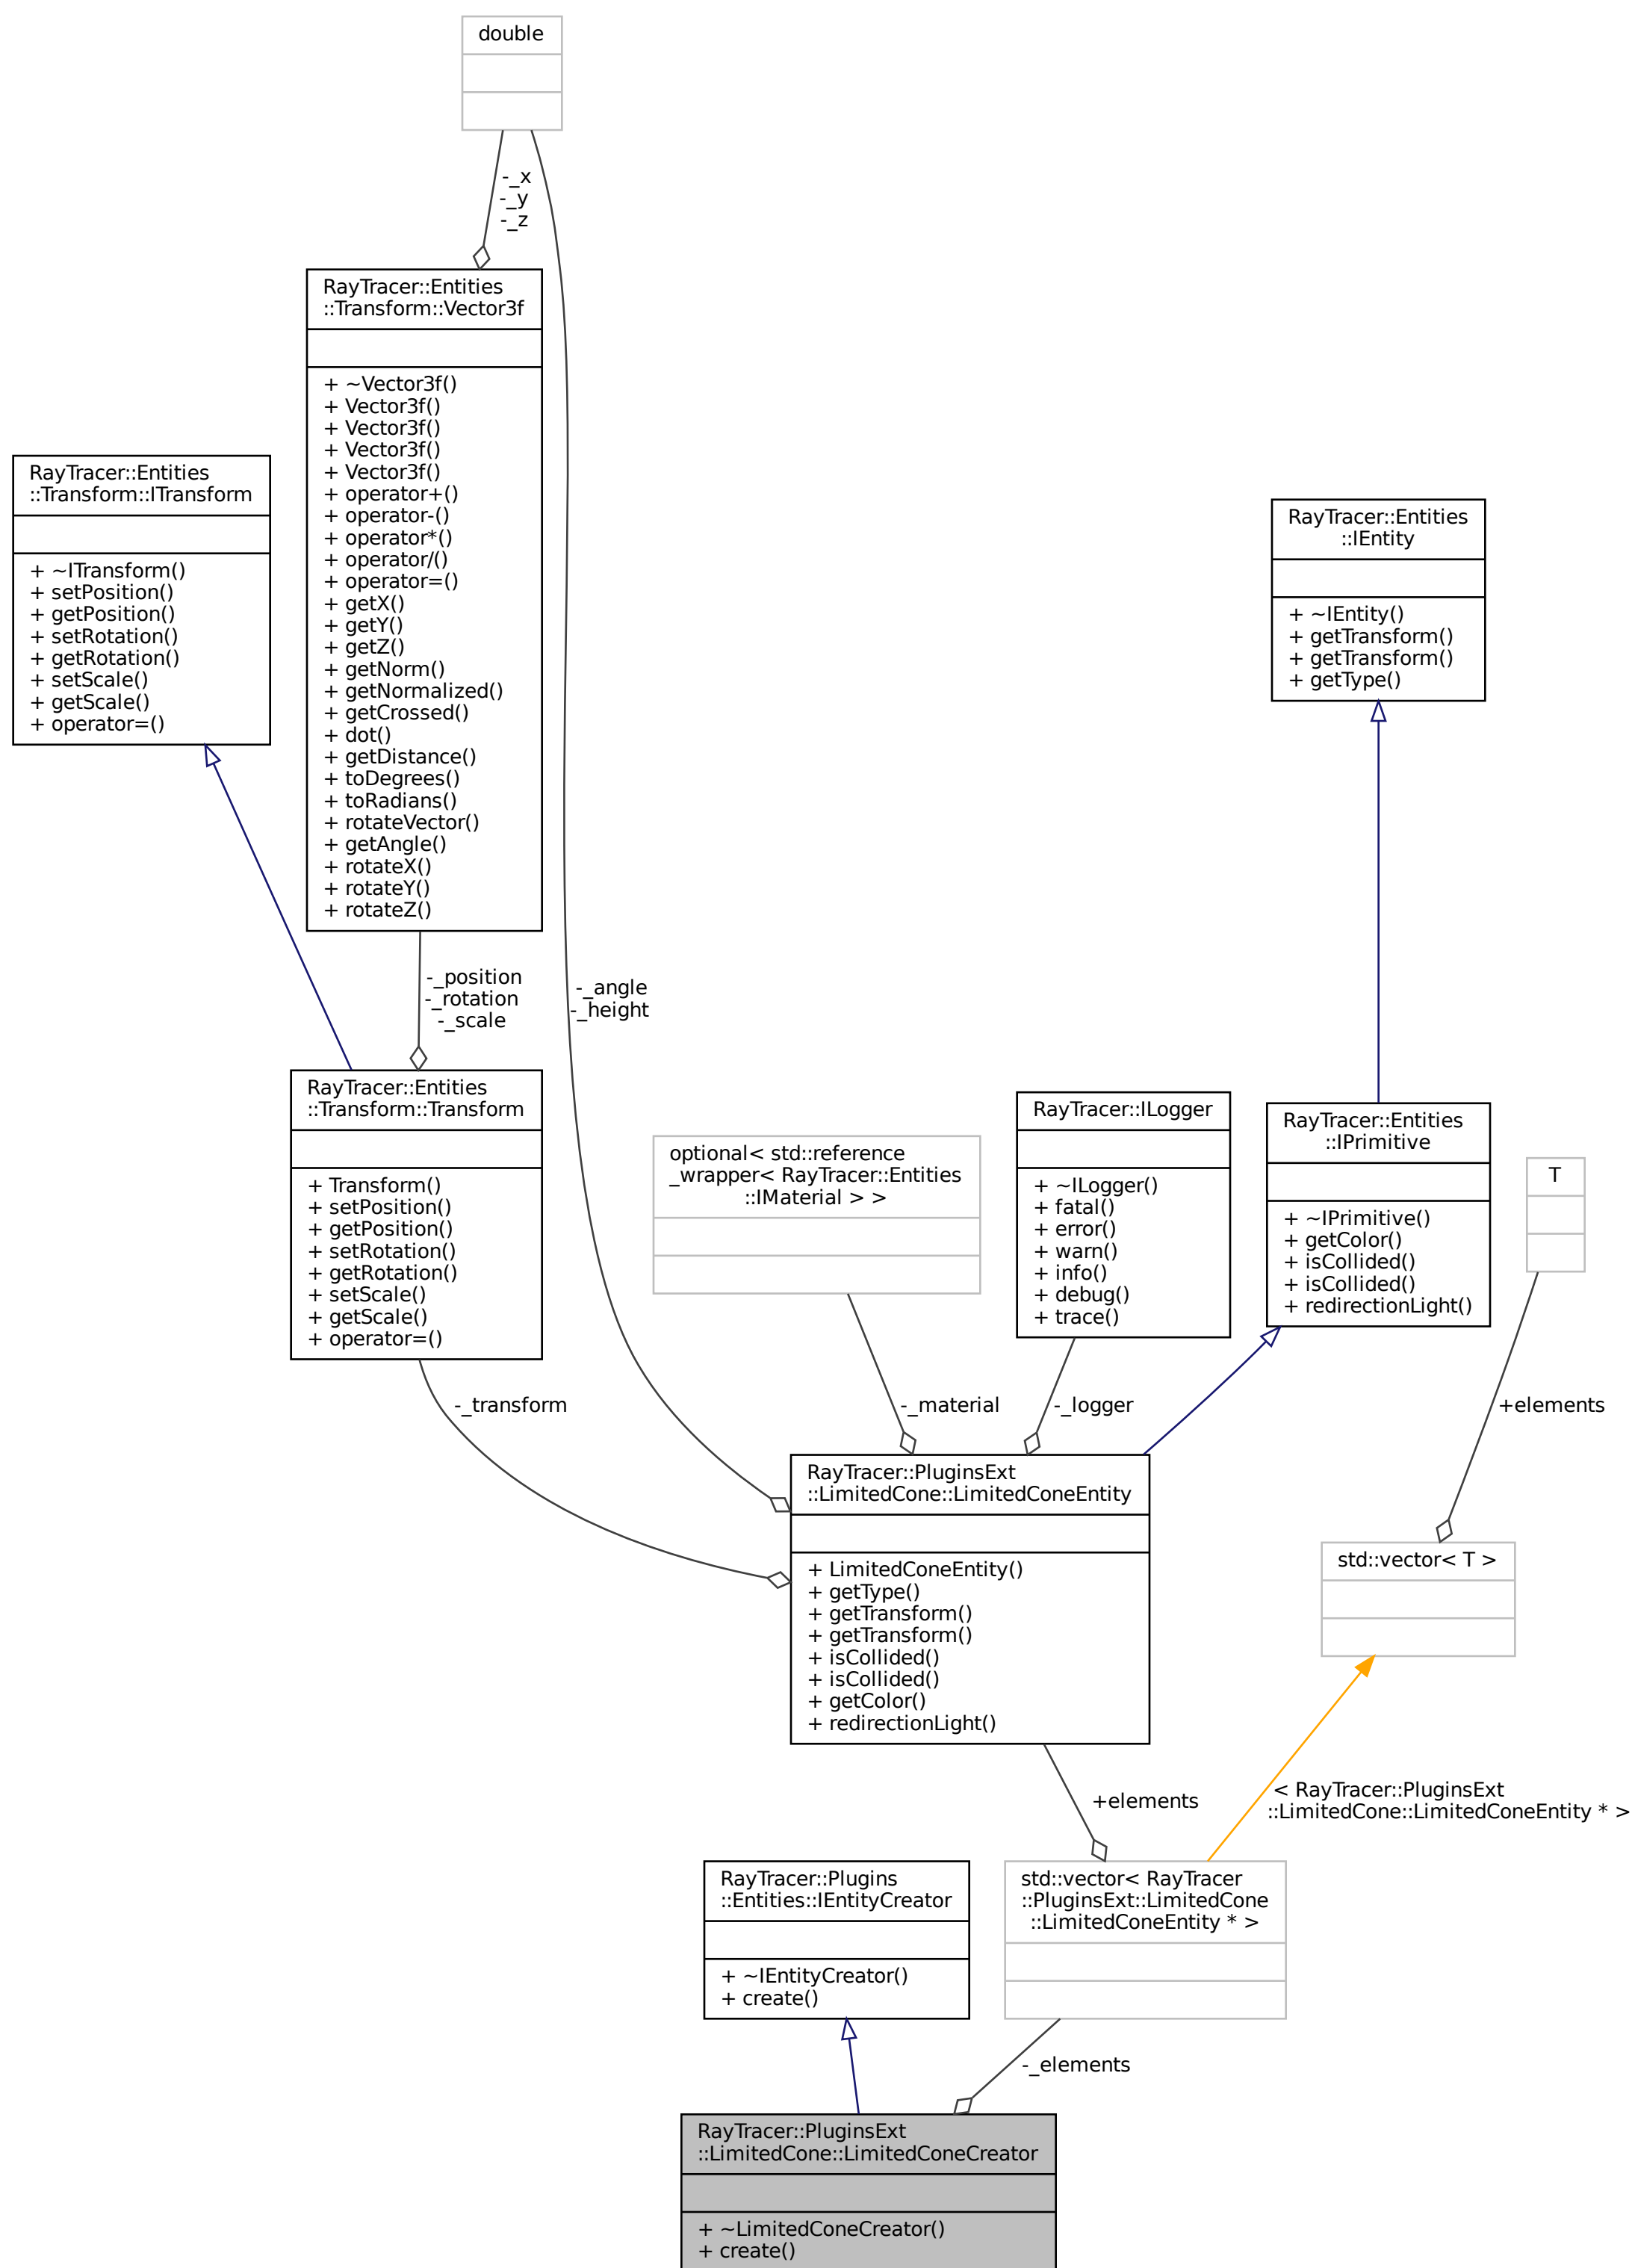 double
-_x
-_y
-_z
RayTracer::Entities
::Transform::Vector3f
+ ~Vector3f()
+ Vector3f()
+ Vector3f()
+ Vector3f()
+ Vector3f()
+ operator+()
+ operator-()
+ operator*()
+ operator/()
+ operator=()
+ getX()
+ getY()
+ getZ()
+ getNorm()
+ getNormalized()
+ getCrossed()
+ dot()
+ getDistance()
+ toDegrees()
+ toRadians()
+ rotateVector()
+ getAngle()
+ rotateX()
+ rotateY()
+ rotateZ()
RayTracer::Entities
::Transform::ITransform
+ ~ITransform()
+ setPosition()
+ getPosition()
+ setRotation()
+ getRotation()
+ setScale()
+ getScale()
+ operator=()
RayTracer::Entities
::IEntity
+ ~IEntity()
+ getTransform()
+ getTransform()
+ getType()
-_position
-_rotation
-_scale
-_angle
-_height
RayTracer::Entities
::Transform::Transform
+ Transform()
+ setPosition()
+ getPosition()
+ setRotation()
+ getRotation()
+ setScale()
+ getScale()
+ operator=()
optional< std::reference
_wrapper< RayTracer::Entities
::IMaterial > >
RayTracer::ILogger
+ ~ILogger()
+ fatal()
+ error()
+ warn()
+ info()
+ debug()
+ trace()
RayTracer::Entities
::IPrimitive
+ ~IPrimitive()
+ getColor()
+ isCollided()
+ isCollided()
+ redirectionLight()
T
-_transform
-_material
-_logger
+elements
RayTracer::PluginsExt
::LimitedCone::LimitedConeEntity
+ LimitedConeEntity()
+ getType()
+ getTransform()
+ getTransform()
+ isCollided()
+ isCollided()
+ getColor()
+ redirectionLight()
std::vector< T >
+elements
< RayTracer::PluginsExt
::LimitedCone::LimitedConeEntity * >
RayTracer::Plugins
::Entities::IEntityCreator
+ ~IEntityCreator()
+ create()
std::vector< RayTracer
::PluginsExt::LimitedCone
::LimitedConeEntity * >
-_elements
RayTracer::PluginsExt
::LimitedCone::LimitedConeCreator
+ ~LimitedConeCreator()
+ create()